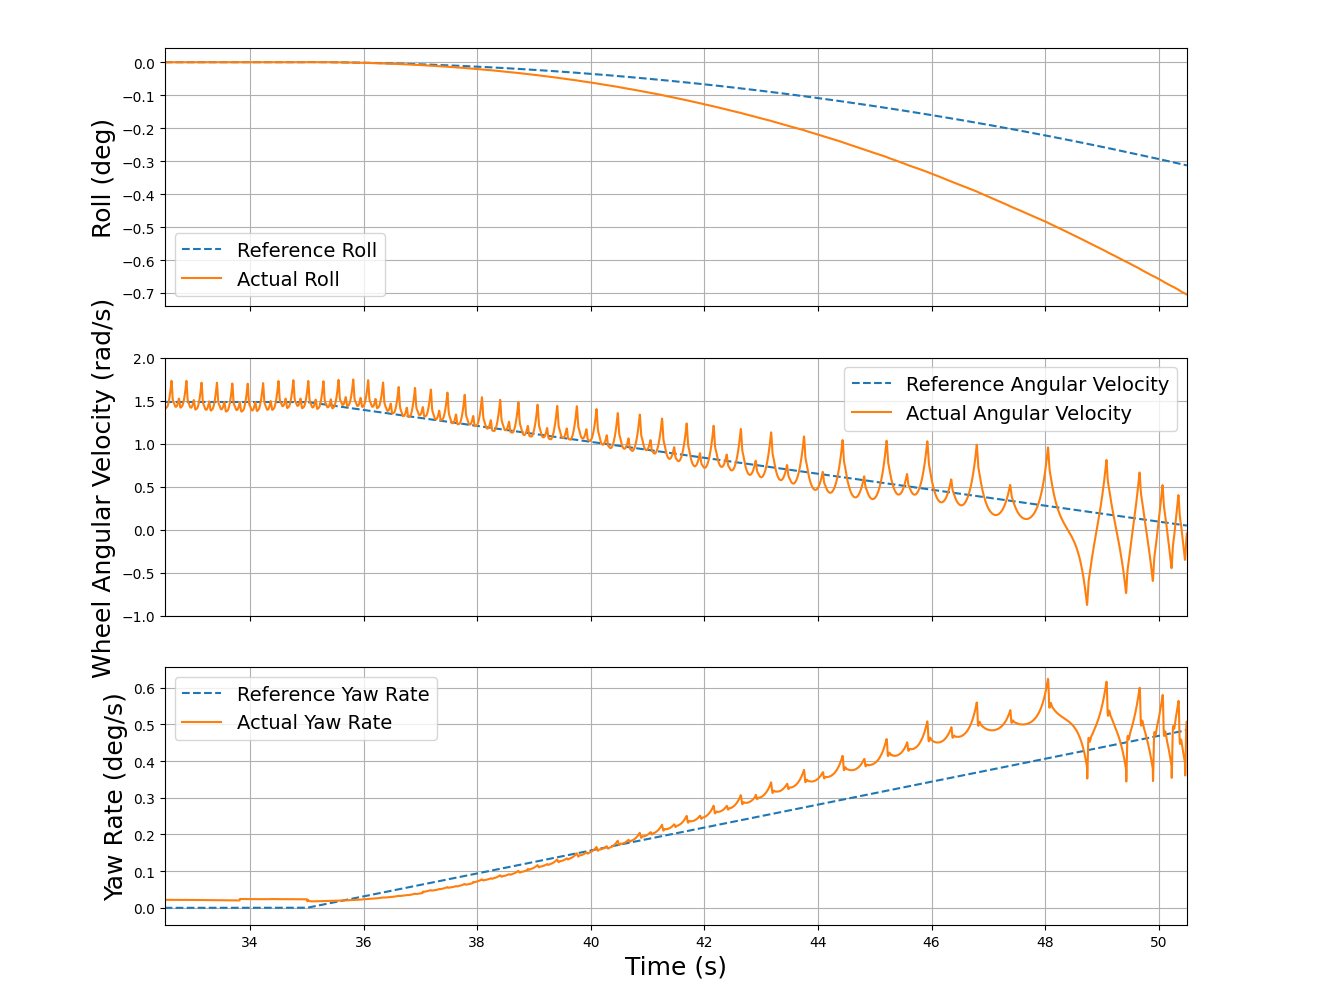 Roll (deg)
0.0
−0.1
−0.2
−0.3
−0.4
−0.5
−0.6
−0.7
Reference Roll
Actual Roll
Wheel Angular Velocity (rad/s)
2.0
1.5
1.0
0.5
0.0
−0.5
−1.0
Reference Angular Velocity
Actual Angular Velocity
Yaw Rate (deg/s)
0.6
0.5
0.4
0.3
0.2
0.1
0.0
Reference Yaw Rate
Actual Yaw Rate
34 36 38 40 42 44 46 48 50
Time (s)